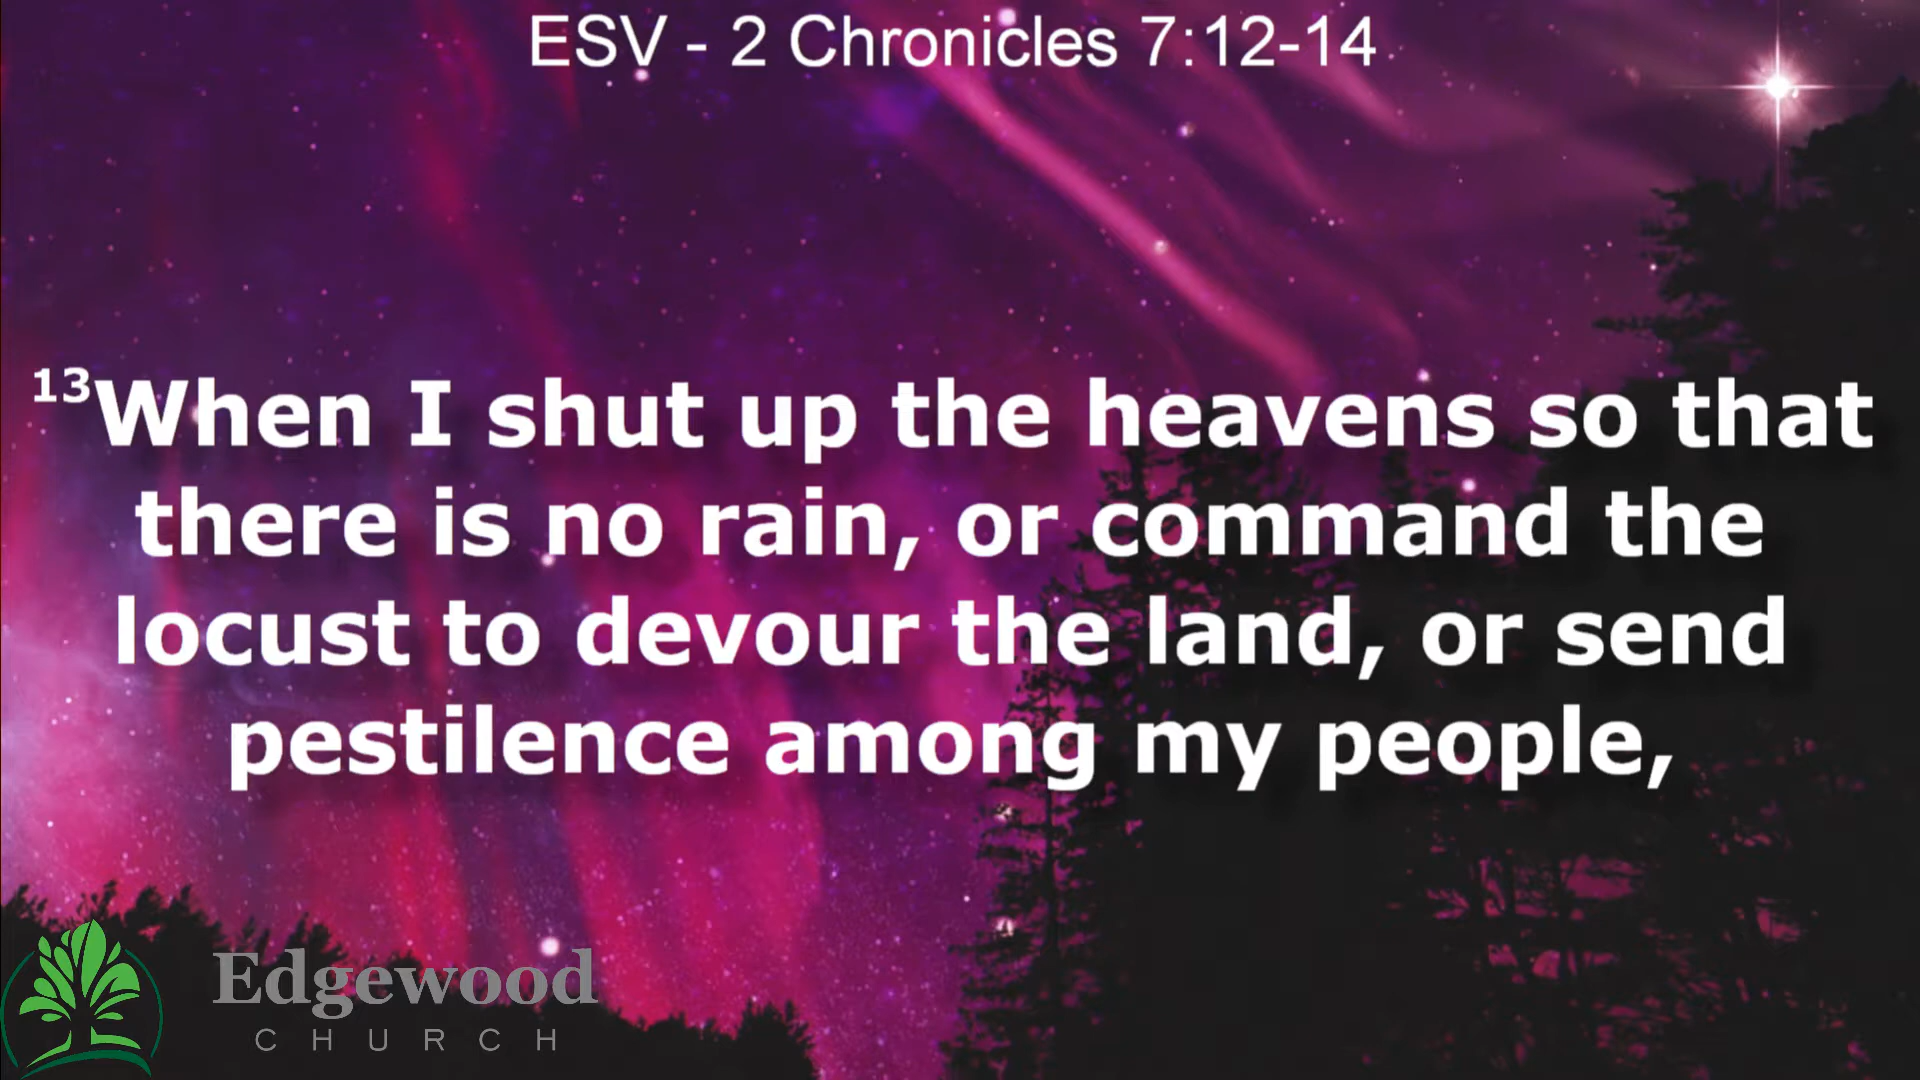 ESV - 2 Chronicles 7:12-14
13When I shut up the heavens so that
there is no rain, or command the
locust to devour the land, or send
pestilence among my people,
Edgewood
CHURCH